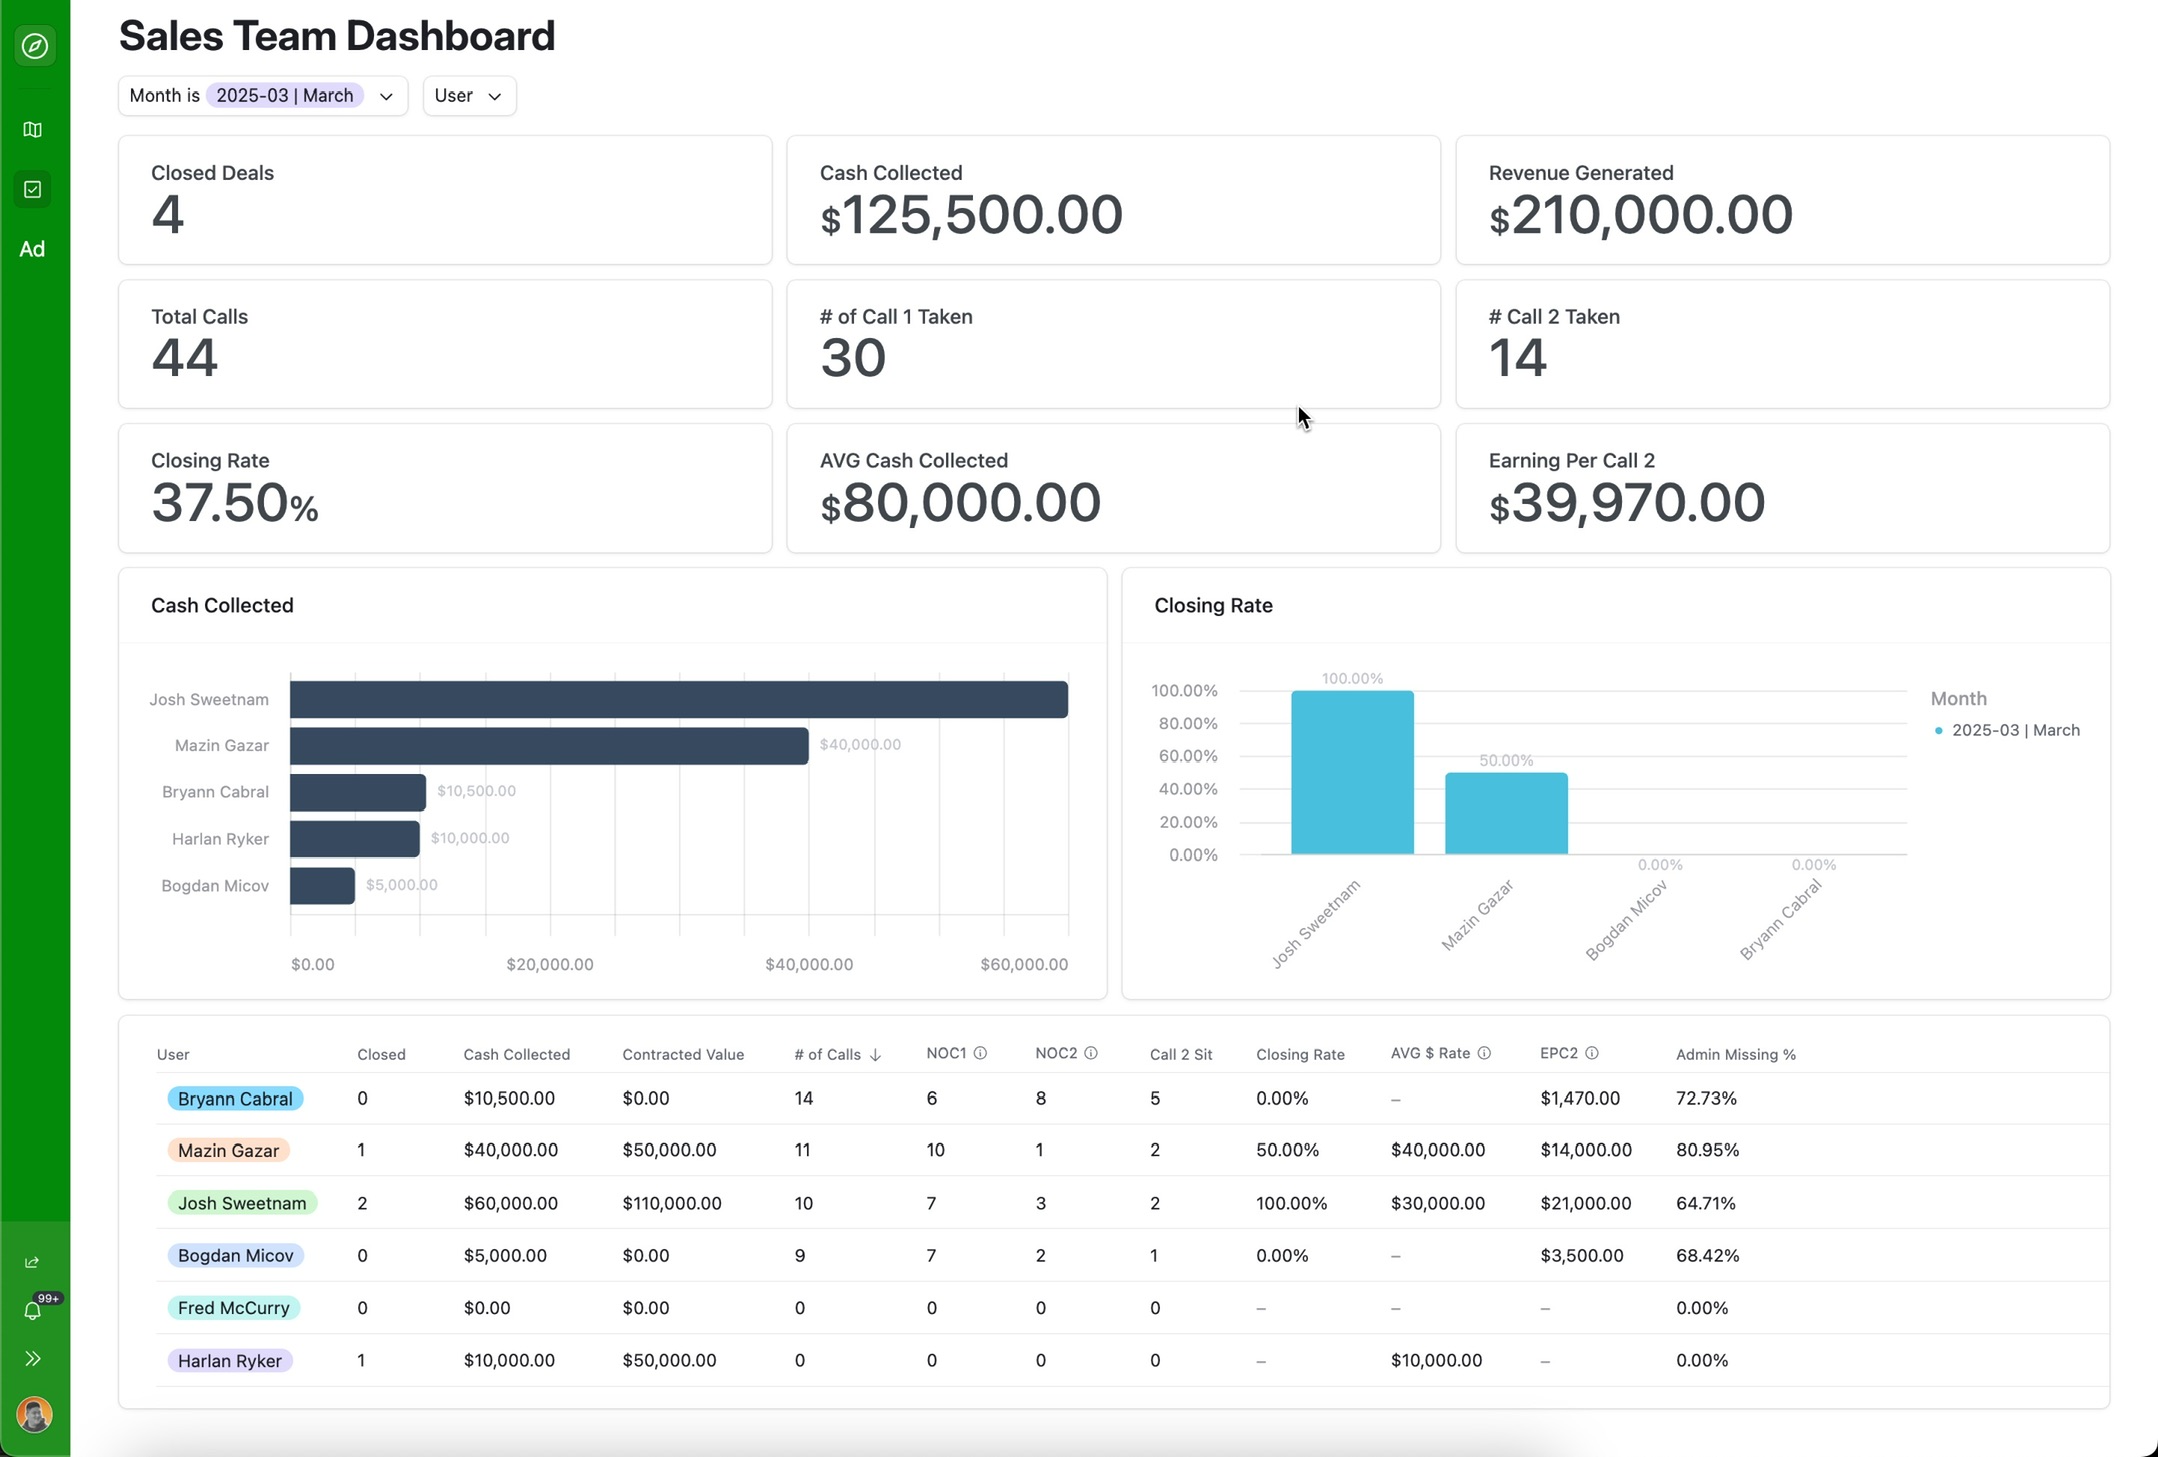 Sales Team Dashboard
Month is 2025-03 | March
User
Closed Deals
4
Cash Collected
$125,500.00
Revenue Generated
$210,000.00
Ad
Total Calls
44
# of Call 1 Taken
30
# Call 2 Taken
14
Closing Rate
37.50%
AVG Cash Collected
$80,000.00
Earning Per Call 2
$39,970.00
Cash Collected
Josh Sweetnam
Mazin Gazar
$40,000.00
Bryann Cabral
$10,500.00
Harlan Ryker
$10,000.00
Bogdan Micov
$5,000.00
$0.00 $20,000.00 $40,000.00 $60,000.00
Closing Rate
100.00%
100.00%
80.00%
60.00%
50.00%
40.00%
20.00%
0.00%
0.00%
0.00%
Josh Sweetnam
Mazin Gazar
Bogdan Micov
Bryann Cabral
Month
2025-03 | March
User Closed Cash Collected Contracted Value # of Calls NOC1 NOC2 Call 2 Sit Closing Rate AVG $ Rate EPC2 Admin Missing %
Bryann Cabral 0 $10,500.00 $0.00 14 6 8 5 0.00% – $1,470.00 72.73%
Mazin Gazar 1 $40,000.00 $50,000.00 11 10 1 2 50.00% $40,000.00 $14,000.00 80.95%
Josh Sweetnam 2 $60,000.00 $110,000.00 10 7 3 2 100.00% $30,000.00 $21,000.00 64.71%
Bogdan Micov 0 $5,000.00 $0.00 9 7 2 1 0.00% – $3,500.00 68.42%
Fred McCurry 0 $0.00 $0.00 0 0 0 0 – – – 0.00%
Harlan Ryker 1 $10,000.00 $50,000.00 0 0 0 0 – $10,000.00 – 0.00%
99+